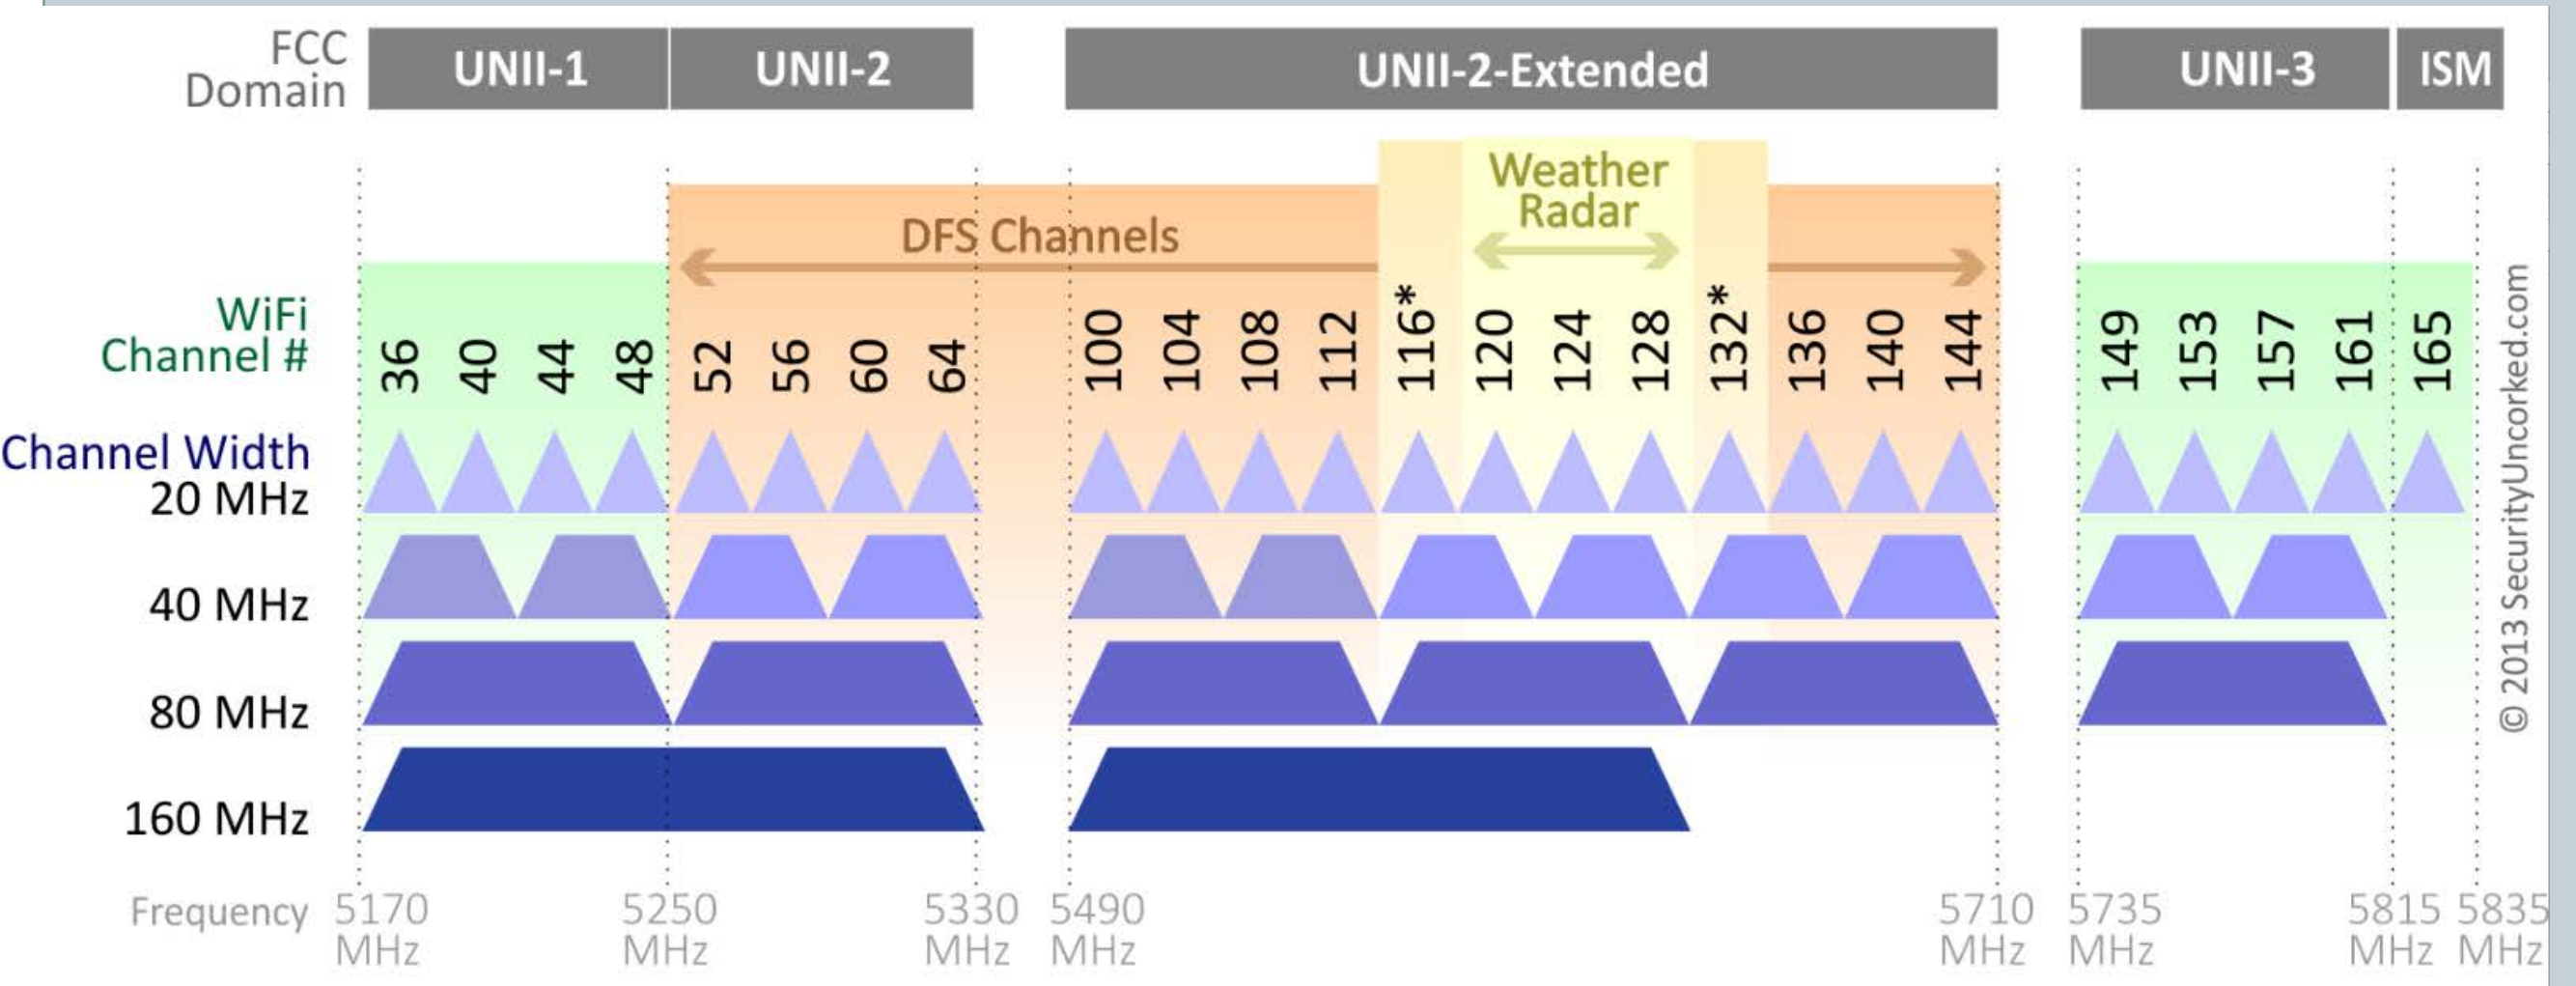 FCC
Domain
UNII-1
UNII-2
UNII-2-Extended
UNII-3
ISM
Weather
Radar
DFS Channels
WiFi
Channel #
36 40 44 48 52 56 60 64 100 104 108 112 116* 120 124 128 132* 136 140 144 149 153 157 161 165
Channel Width
20 MHz
40 MHz
80 MHz
160 MHz
Frequency
5170
MHz
5250
MHz
5330
MHz
5490
MHz
5710
MHz
5735
MHz
5815
MHz
5835
MHz
© 2013 SecurityUncorked.com